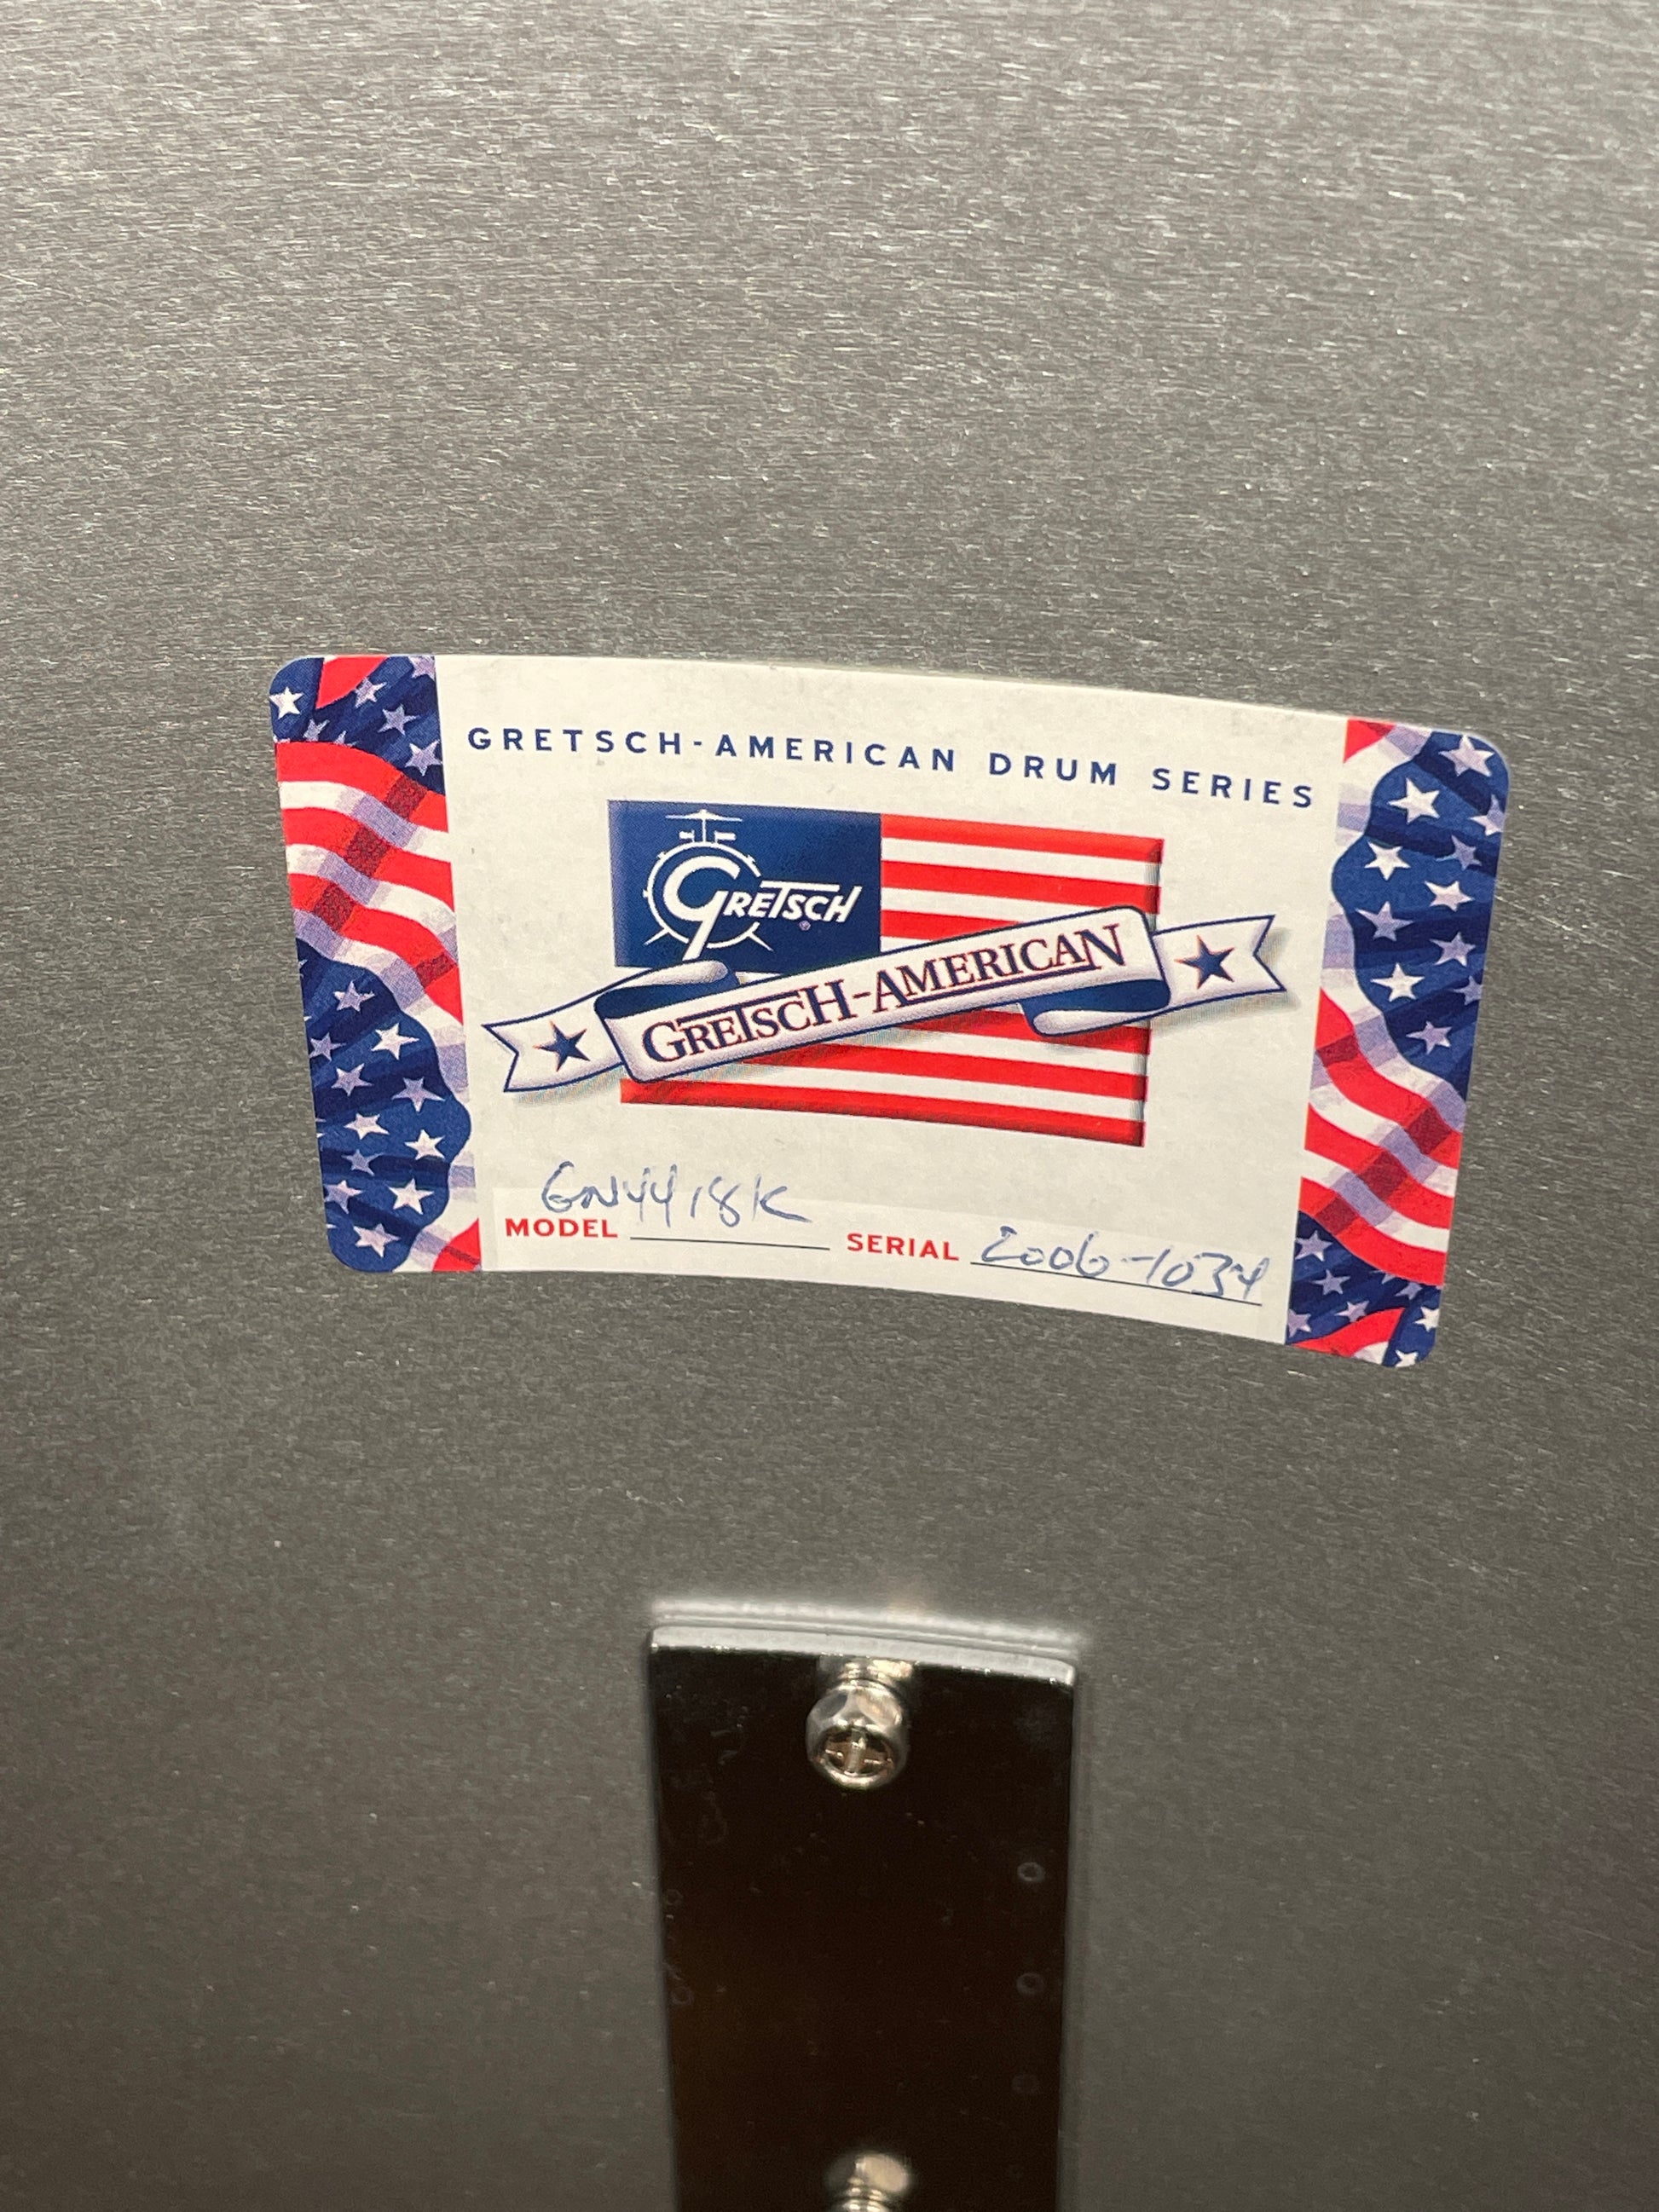 GRETSCH-AMERICAN DRUM SERIES
GRETSCH
GRETSCH-AMERICAN
MODEL GN4418K SERIAL 2006-1034